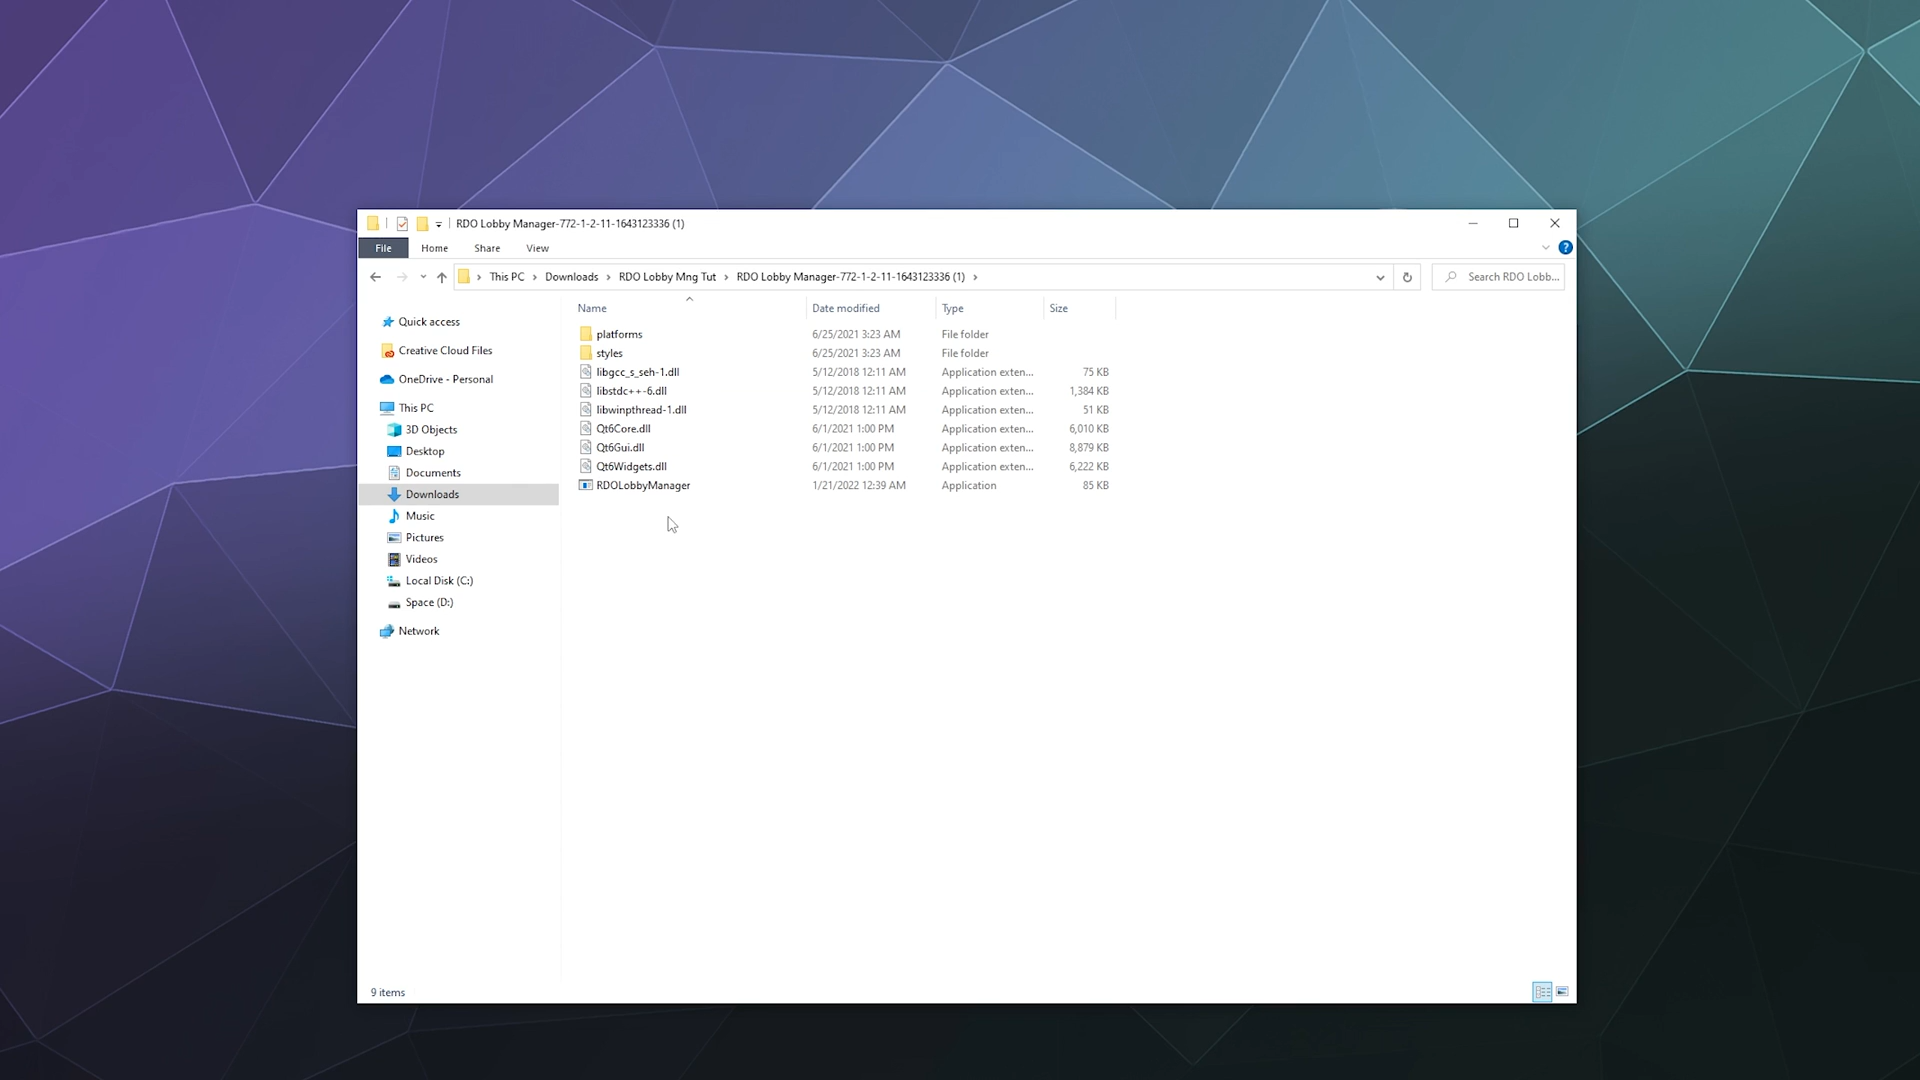 RDO Lobby Manager-772-1-2-11-1643123336 (1)
File Home Share View
This PC Downloads RDO Lobby Mng Tut RDO Lobby Manager-772-1-2-11-1643123336 (1) Search RDO Lobb...
Name Date modified Type Size
Quick access
Creative Cloud Files
OneDrive - Personal
This PC
3D Objects
Desktop
Documents
Downloads
Music
Pictures
Videos
Local Disk (C:)
Space (D:)
Network
platforms 6/25/2021 3:23 AM File folder
styles 6/25/2021 3:23 AM File folder
libgcc_s_seh-1.dll 5/12/2018 12:11 AM Application exten... 75 KB
libstdc++-6.dll 5/12/2018 12:11 AM Application exten... 1,384 KB
libwinpthread-1.dll 5/12/2018 12:11 AM Application exten... 51 KB
Qt6Core.dll 6/1/2021 1:00 PM Application exten... 6,010 KB
Qt6Gui.dll 6/1/2021 1:00 PM Application exten... 8,879 KB
Qt6Widgets.dll 6/1/2021 1:00 PM Application exten... 6,222 KB
RDOLobbyManager 1/21/2022 12:39 AM Application 85 KB
9 items